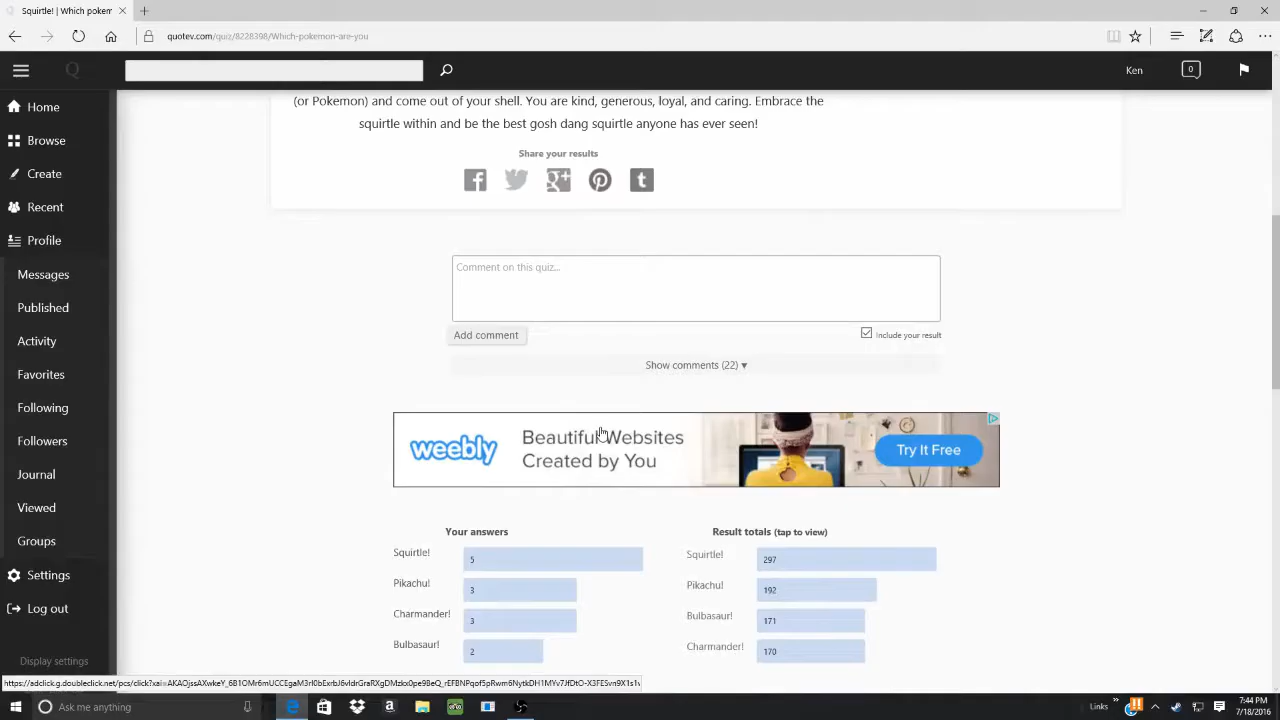 Squirtle! | Which pokem
quotev.com/quiz/8228398/Which-pokemon-are-you
Q
Ken
0
Home
Browse
Create
Recent
Profile
Messages
Published
Activity
Favorites
Following
Followers
Journal
Viewed
Groups
Settings
Log out
Display settings
(or Pokemon) and come out of your shell. You are kind, generous, loyal, and caring. Embrace the
squirtle within and be the best gosh dang squirtle anyone has ever seen!
Share your results
Comment on this quiz...
Add comment
Include your result
Show comments (22) ▼
weebly
Beautiful Websites
Created by You
Try It Free
Your answers
Squirtle! 5
Pikachu! 3
Charmander! 3
Bulbasaur! 2
Result totals (tap to view)
Squirtle! 297
Pikachu! 192
Bulbasaur! 171
Charmander! 170
Ask me anything
Links
7:44 PM
7/18/2016